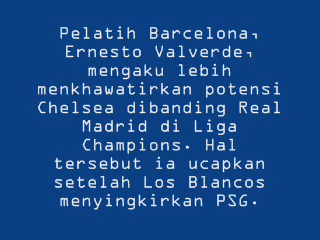 Pelatih Barcelona,
Ernesto Valverde,
mengaku lebih
menkhawatirkan potensi
Chelsea dibanding Real
Madrid di Liga
Champions. Hal
tersebut ia ucapkan
setelah Los Blancos
menyingkirkan PSG.